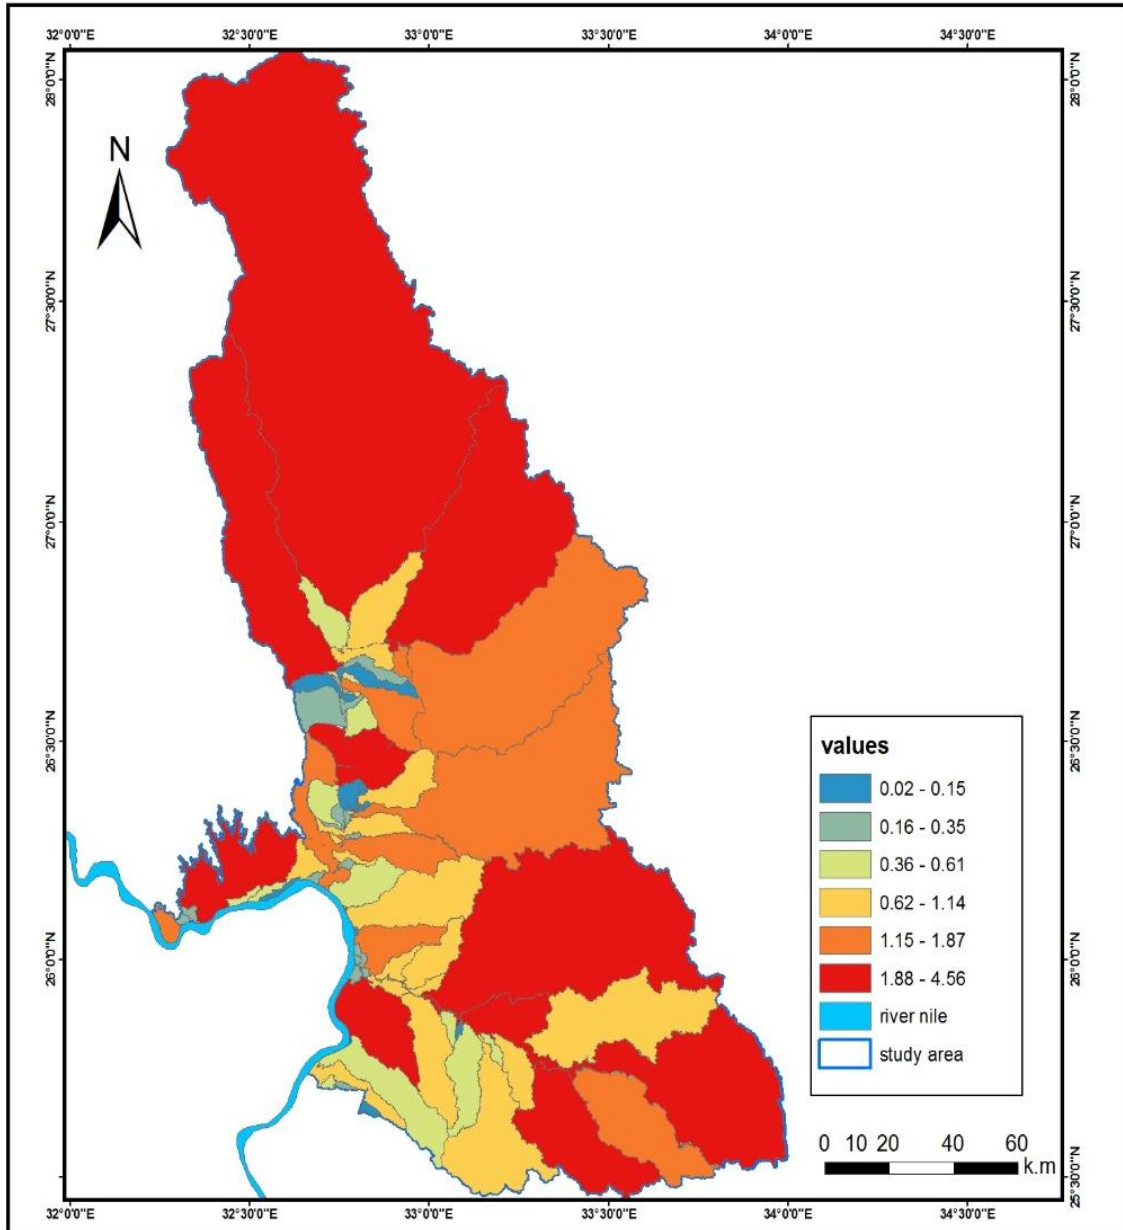 32°0'0"E 32°30'0"E 33°0'0"E 33°30'0"E 34°0'0"E 34°30'0"E
28°0'0"N 28°0'0"N
N
27°30'0"N 27°30'0"N
27°0'0"N 27°0'0"N
26°30'0"N 26°30'0"N
values
0.02 - 0.15
0.16 - 0.35
0.36 - 0.61
0.62 - 1.14
1.15 - 1.87
1.88 - 4.56
river nile
study area
26°0'0"N 26°0'0"N
0 10 20 40 60
k.m
25°30'0"N 25°30'0"N
32°0'0"E 32°30'0"E 33°0'0"E 33°30'0"E 34°0'0"E 34°30'0"E